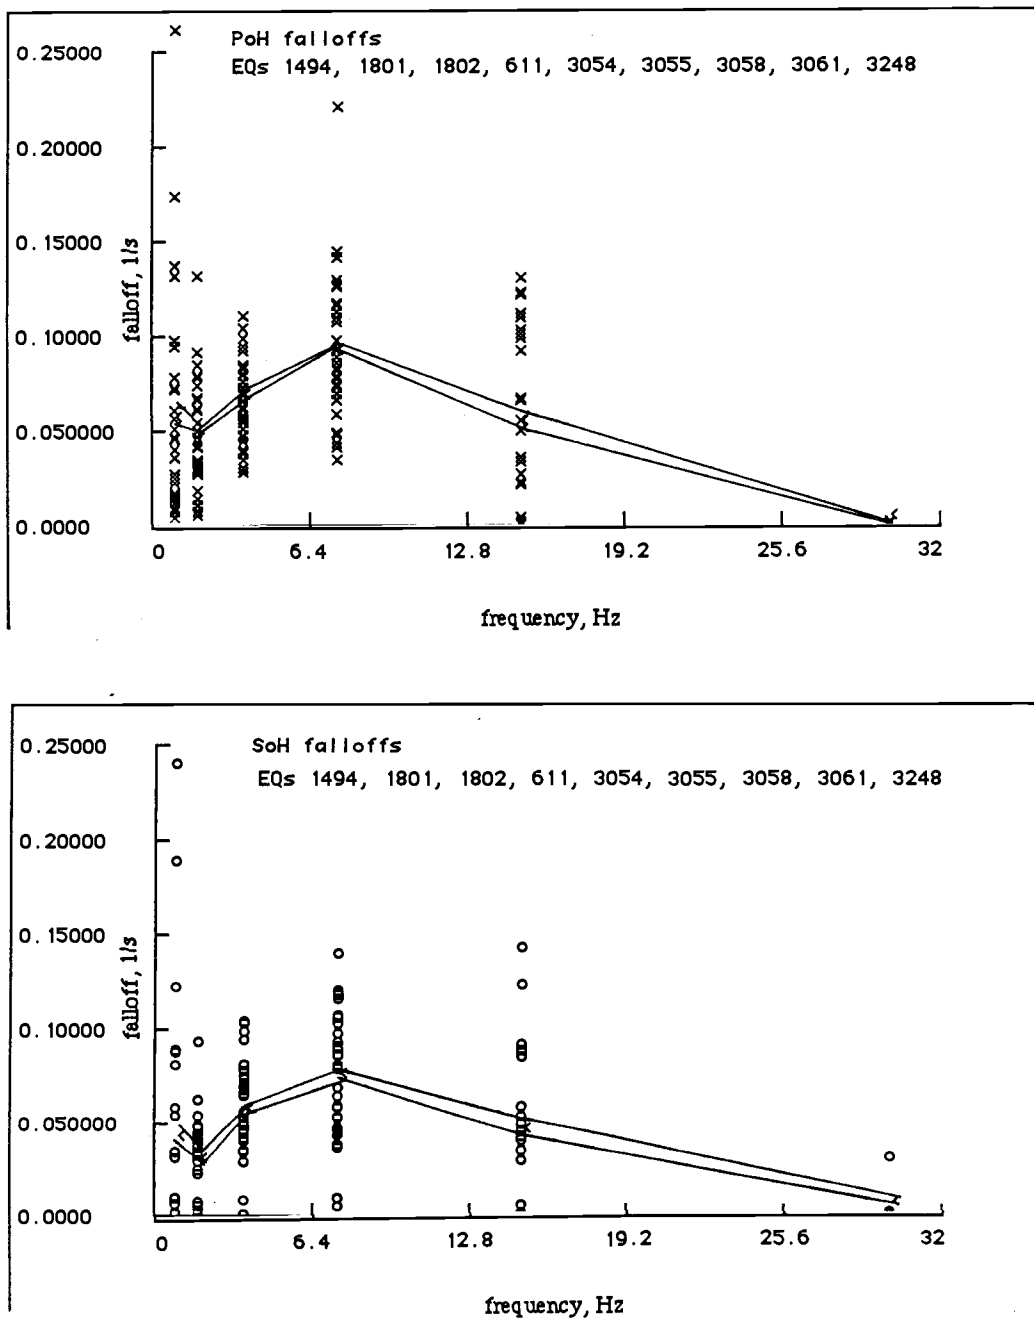 PoH falloffs
EQs 1494, 1801, 1802, 611, 3054, 3055, 3058, 3061, 3248
0.25000
0.20000
0.15000
0.10000
0.050000
0.0000
falloff, 1/s
0 6.4 12.8 19.2 25.6 32
frequency, Hz
SoH falloffs
EQs 1494, 1801, 1802, 611, 3054, 3055, 3058, 3061, 3248
0.25000
0.20000
0.15000
0.10000
0.050000
0.0000
falloff, 1/s
0 6.4 12.8 19.2 25.6 32
frequency, Hz